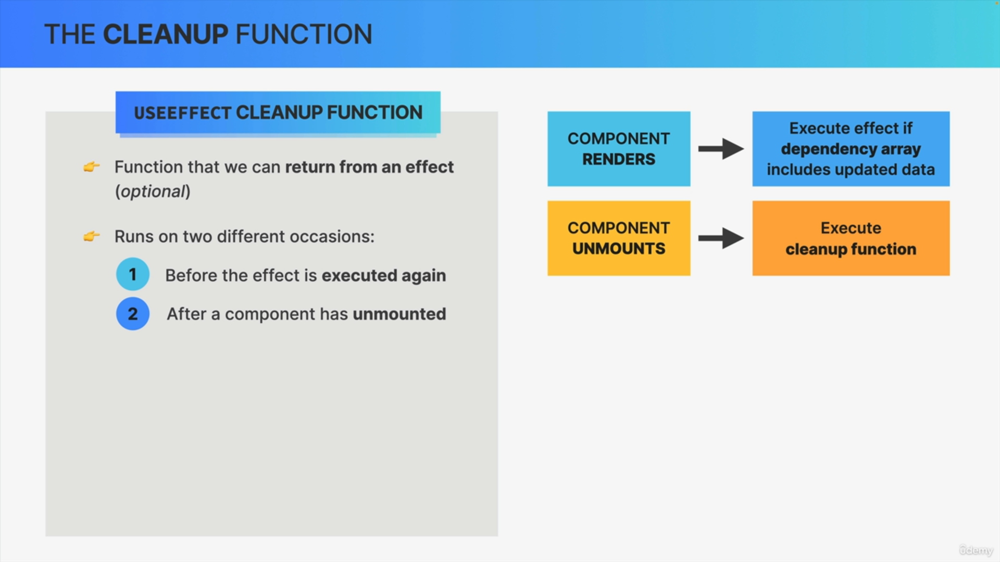 THE CLEANUP FUNCTION
USEEFFECT CLEANUP FUNCTION
👉 Function that we can return from an effect
(optional)
👉 Runs on two different occasions:
1 Before the effect is executed again
2 After a component has unmounted
COMPONENT
RENDERS
Execute effect if
dependency array
includes updated data
COMPONENT
UNMOUNTS
Execute
cleanup function
ûdemy